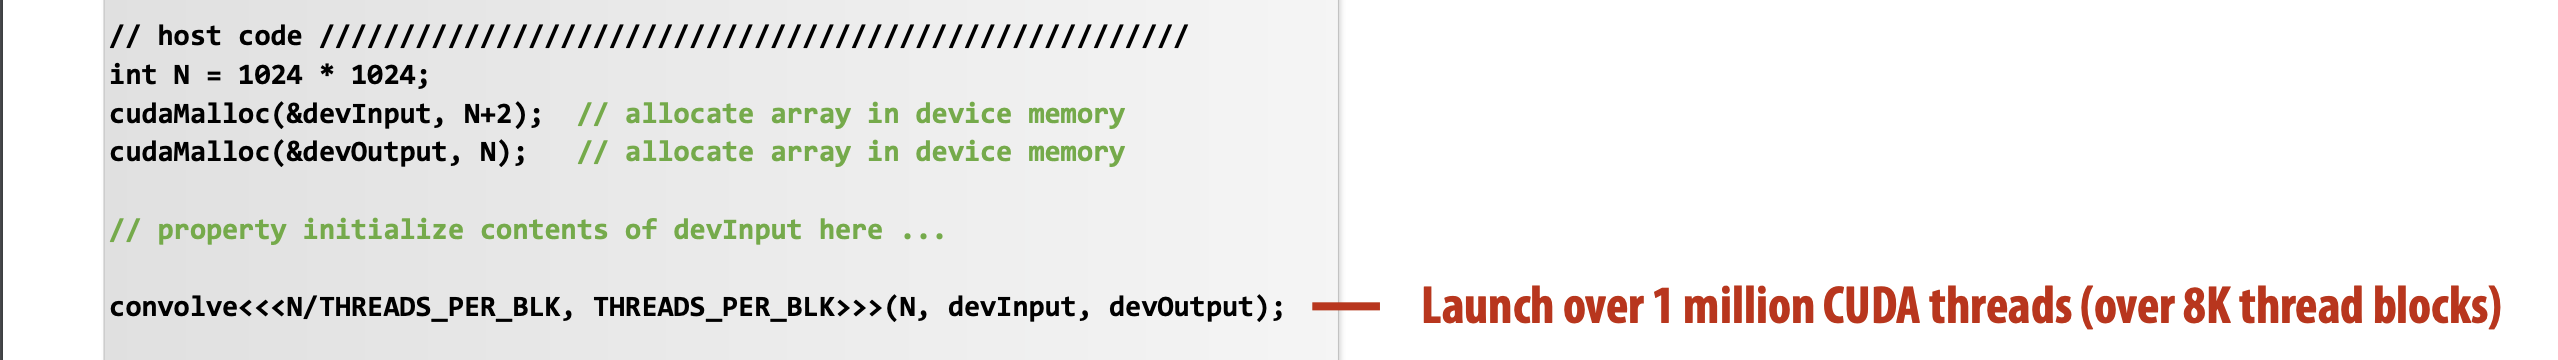 // host code //////////////////////////////////////////////////////
int N = 1024 * 1024;
cudaMalloc(&devInput, N+2);  // allocate array in device memory
cudaMalloc(&devOutput, N);   // allocate array in device memory
// property initialize contents of devInput here ...
convolve<<<N/THREADS_PER_BLK, THREADS_PER_BLK>>>(N, devInput, devOutput);
Launch over 1 million CUDA threads (over 8K thread blocks)